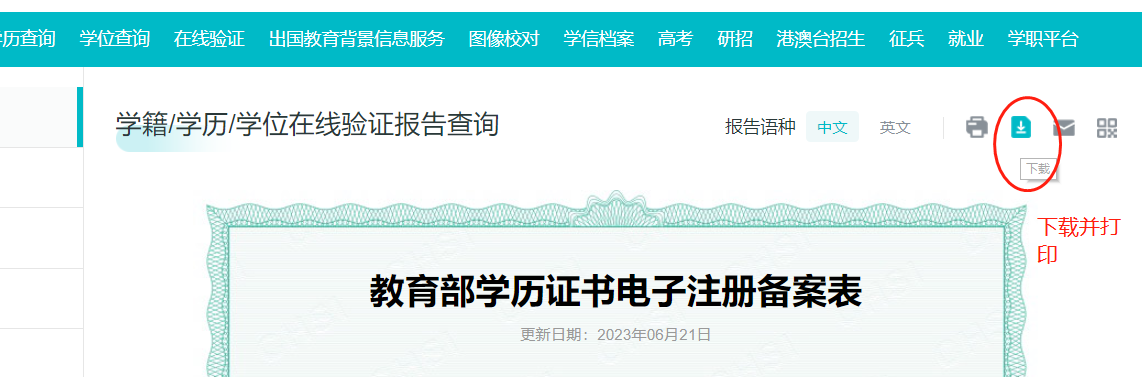 学历查询 学位查询 在线验证 出国教育背景信息服务 图像校对 学信档案 高考 研招 港澳台招生 征兵 就业 学职平台
学籍/学历/学位在线验证报告查询 报告语种 中文 英文
下载
下载并打
印
教育部学历证书电子注册备案表
更新日期：2023年06月21日